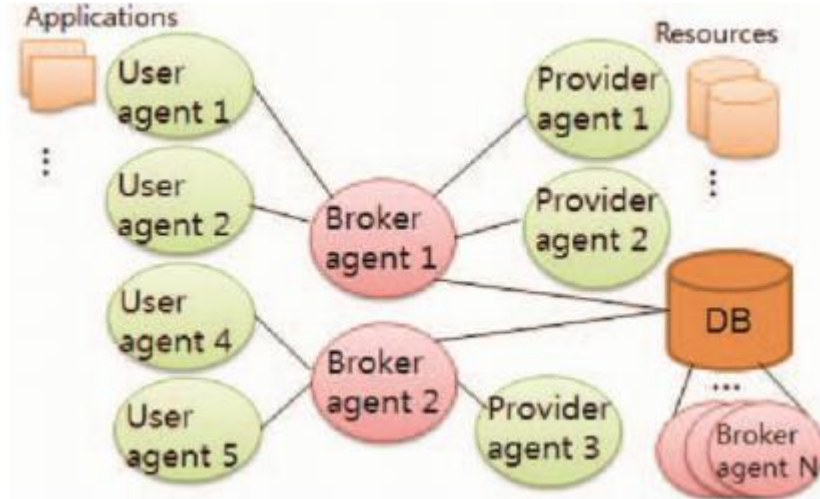 Applications
Resources
User
agent 1
Provider
agent 1
User
agent 2
Broker
agent 1
Provider
agent 2
User
agent 4
Broker
agent 2
DB
User
agent 5
Provider
agent 3
...
Broker
agent N